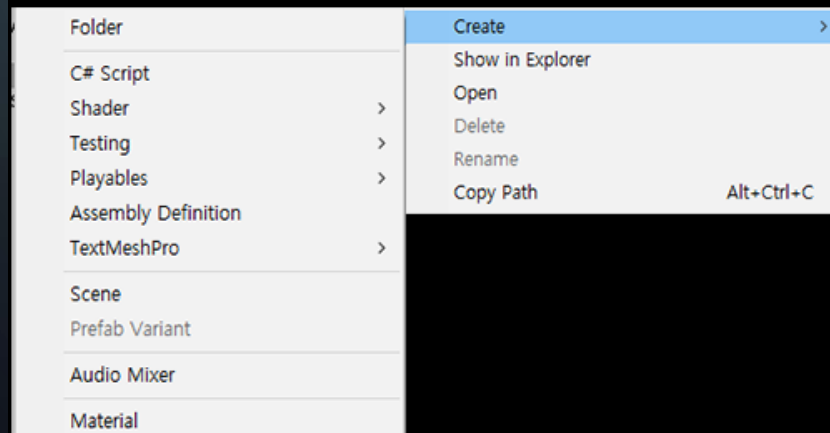 Folder
C# Script
Shader
Testing
Playables
Assembly Definition
TextMeshPro
Scene
Prefab Variant
Audio Mixer
Material
Create
Show in Explorer
Open
Delete
Rename
Copy Path Alt+Ctrl+C